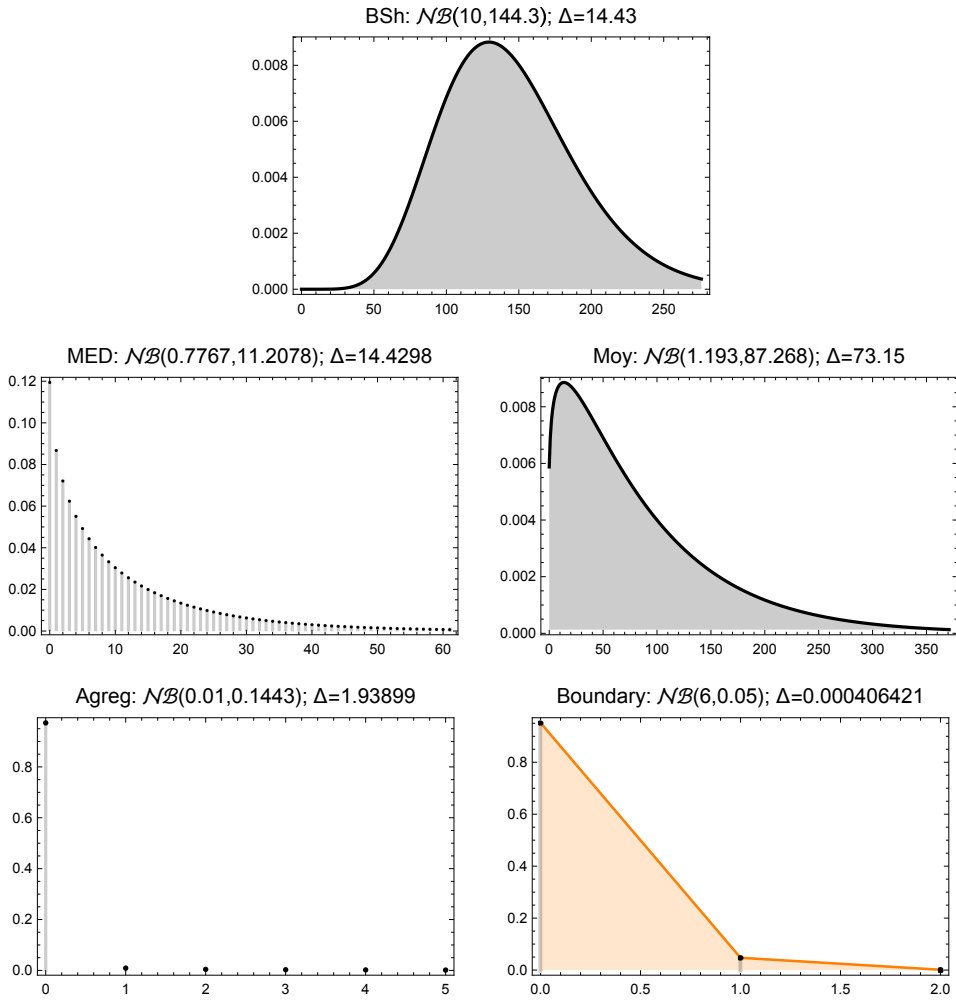 BSh: 𝒩ℬ(10,144.3); Δ=14.43
0.008
0.006
0.004
0.002
0.000
0 50 100 150 200 250
MED: 𝒩ℬ(0.7767,11.2078); Δ=14.4298
0.12
0.10
0.08
0.06
0.04
0.02
0.00
0 10 20 30 40 50 60
Moy: 𝒩ℬ(1.193,87.268); Δ=73.15
0.008
0.006
0.004
0.002
0.000
0 50 100 150 200 250 300 350
Agreg: 𝒩ℬ(0.01,0.1443); Δ=1.93899
0.8
0.6
0.4
0.2
0.0
0 1 2 3 4 5
Boundary: 𝒩ℬ(6,0.05); Δ=0.000406421
0.8
0.6
0.4
0.2
0.0
0.0 0.5 1.0 1.5 2.0